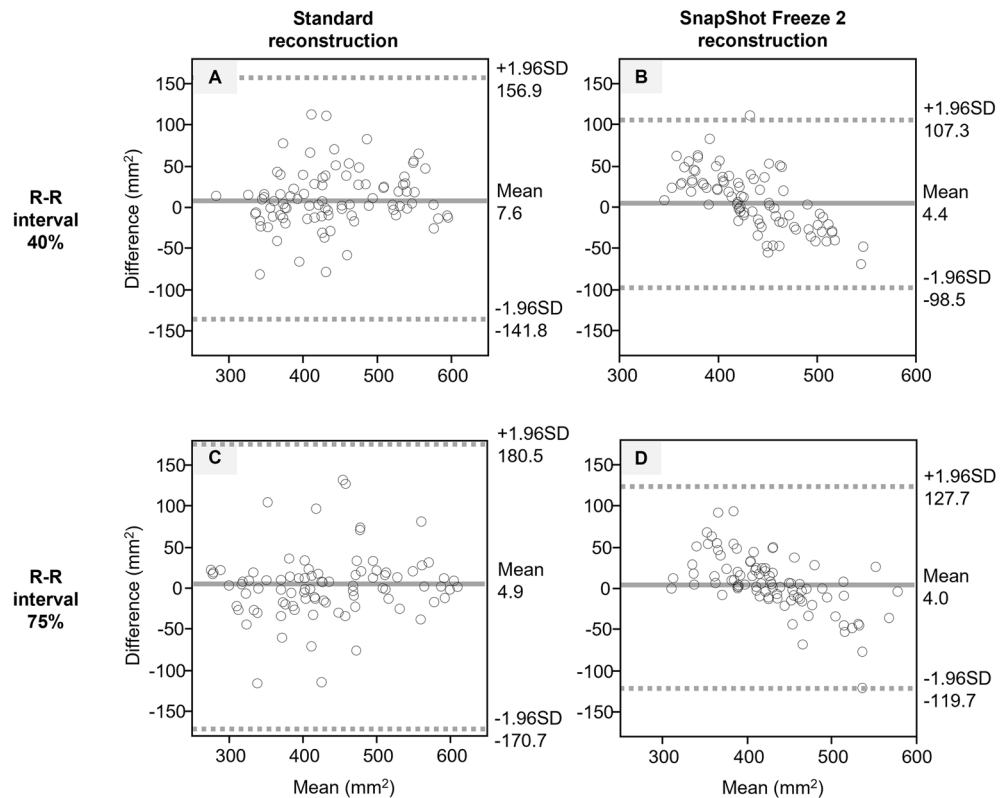 Standard
reconstruction
SnapShot Freeze 2
reconstruction
R-R
interval
40%
A
Difference (mm²)
150
100
50
0
-50
-100
-150
300
400
500
600
+1.96SD
156.9
Mean
7.6
-1.96SD
-141.8
B
150
100
50
0
-50
-100
-150
300
400
500
600
+1.96SD
107.3
Mean
4.4
-1.96SD
-98.5
R-R
interval
75%
C
Difference (mm²)
150
100
50
0
-50
-100
-150
300
400
500
600
Mean (mm²)
+1.96SD
180.5
Mean
4.9
-1.96SD
-170.7
D
150
100
50
0
-50
-100
-150
300
400
500
600
Mean (mm²)
+1.96SD
127.7
Mean
4.0
-1.96SD
-119.7